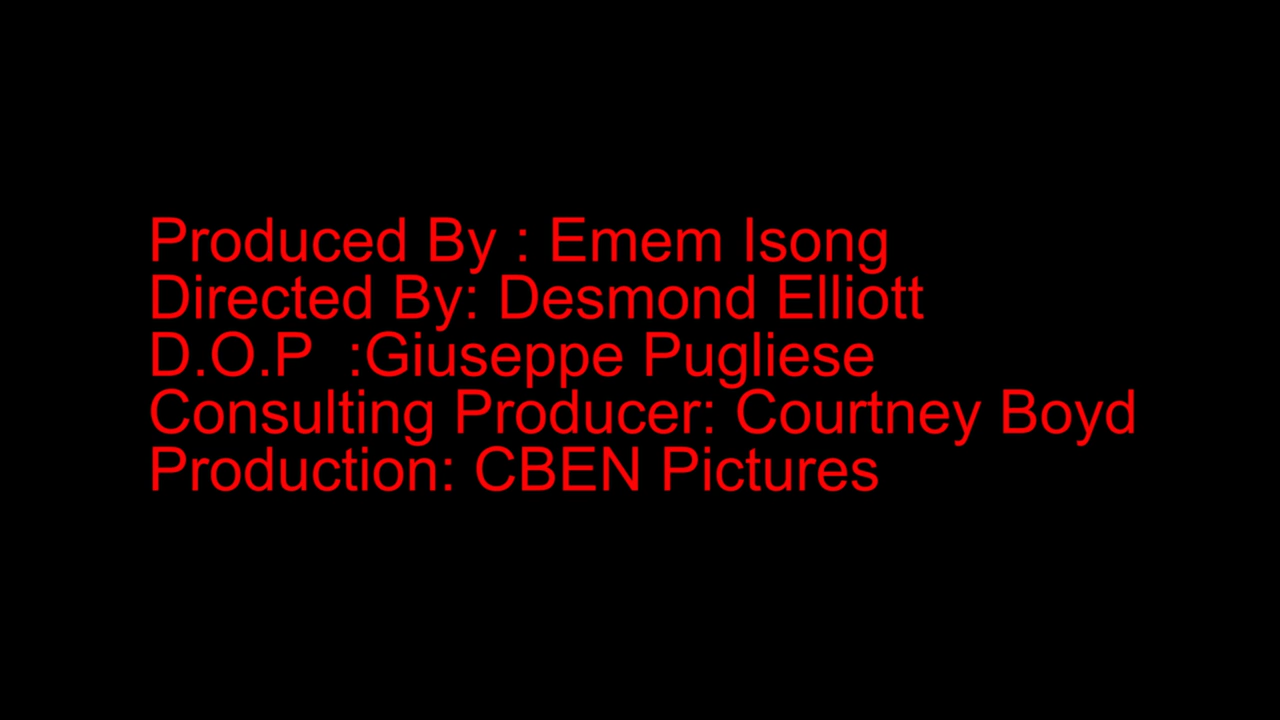 Produced By : Emem Isong
Directed By: Desmond Elliott
D.O.P  :Giuseppe Pugliese
Consulting Producer: Courtney Boyd
Production: CBEN Pictures